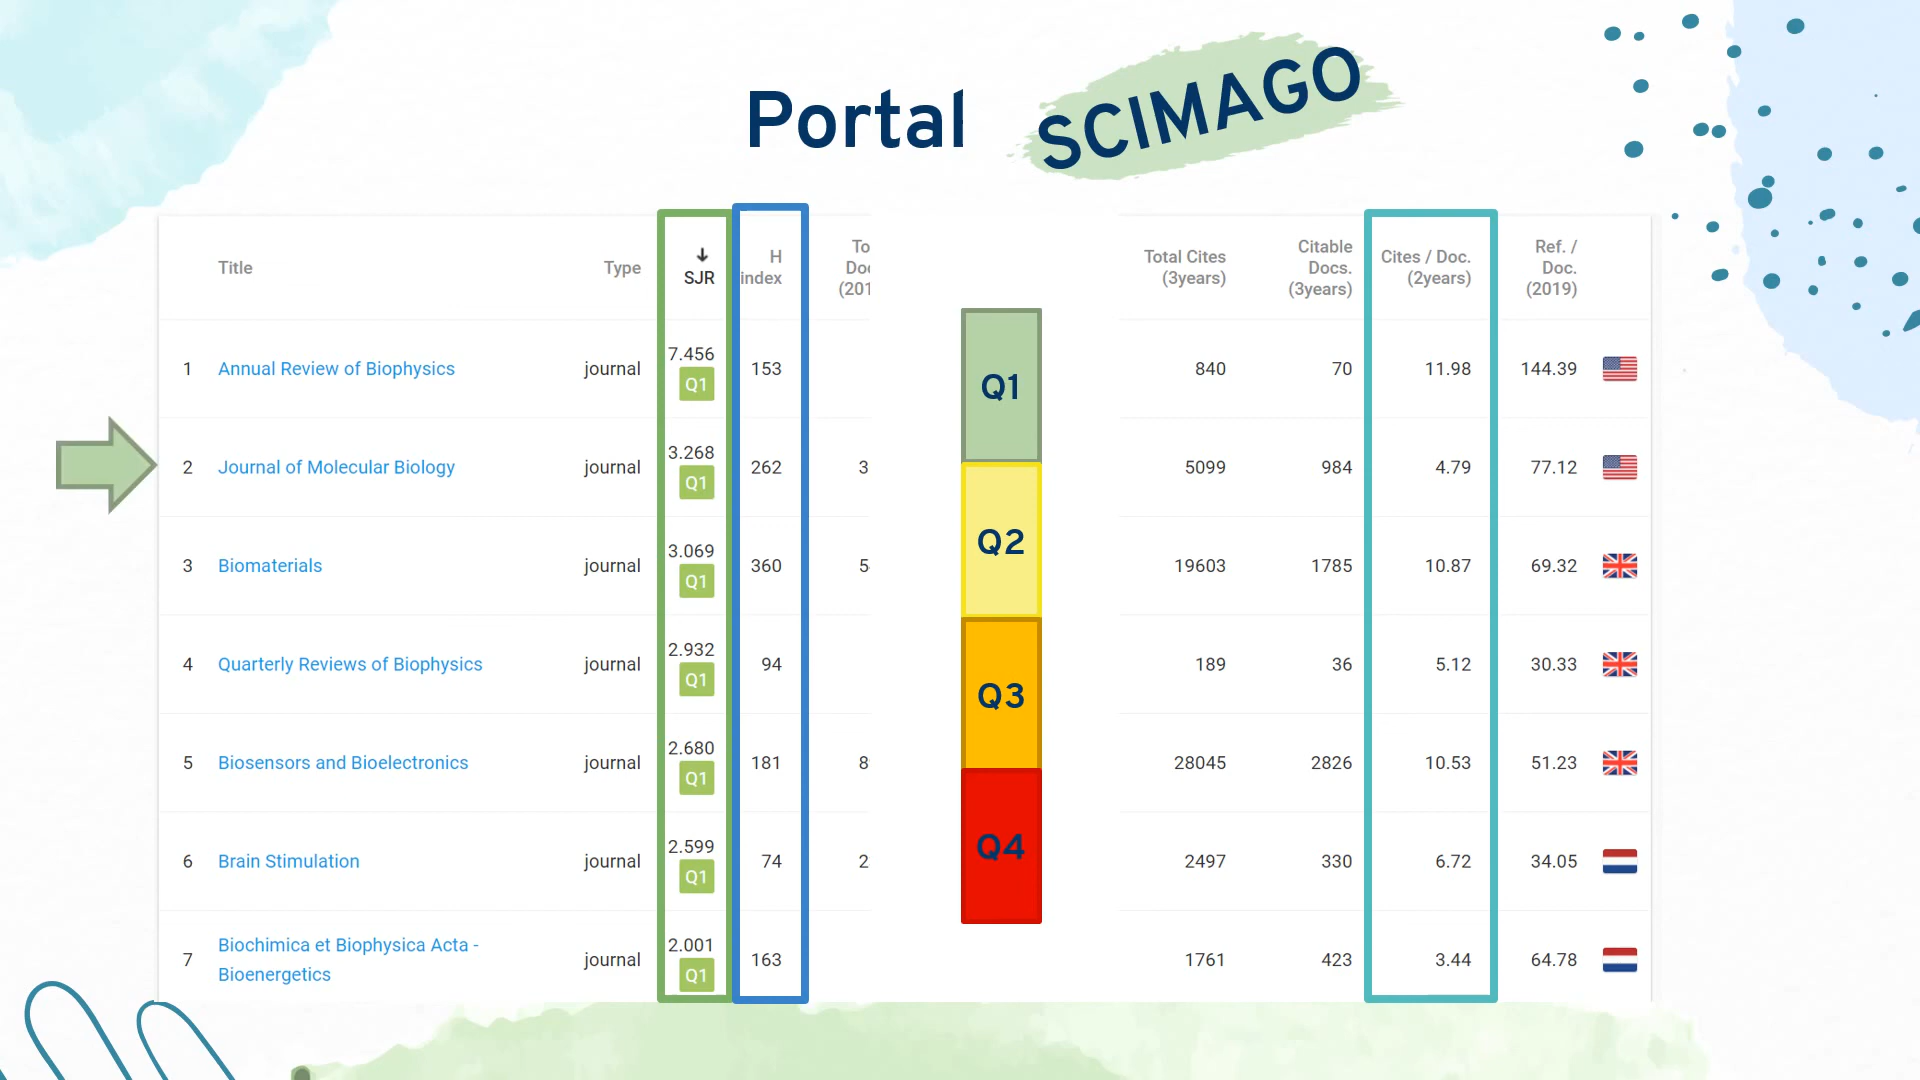 Portal SCIMAGO
Title Type SJR H index Total Cites (3years) Citable Docs. (3years) Cites / Doc. (2years) Ref. / Doc. (2019)
1 Annual Review of Biophysics journal 7.456 Q1 153 840 70 11.98 144.39
2 Journal of Molecular Biology journal 3.268 Q1 262 3 5099 984 4.79 77.12
3 Biomaterials journal 3.069 Q1 360 5 19603 1785 10.87 69.32
4 Quarterly Reviews of Biophysics journal 2.932 Q1 94 189 36 5.12 30.33
5 Biosensors and Bioelectronics journal 2.680 Q1 181 8 28045 2826 10.53 51.23
6 Brain Stimulation journal 2.599 Q1 74 2 2497 330 6.72 34.05
7 Biochimica et Biophysica Acta - Bioenergetics journal 2.001 Q1 163 1761 423 3.44 64.78
Q1
Q2
Q3
Q4